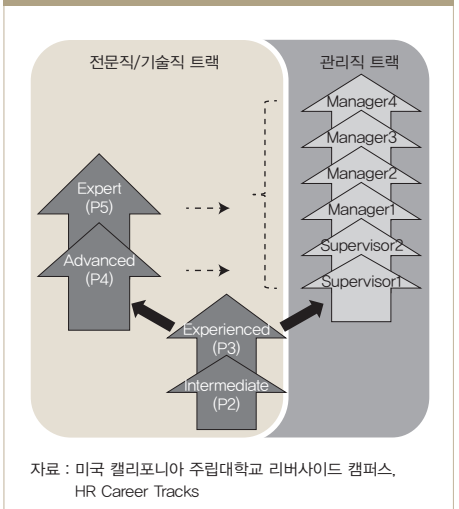 전문직/기술직 트랙
관리직 트랙
Manager4
Manager3
Manager2
Manager1
Supervisor2
Supervisor1
Expert
(P5)
Advanced
(P4)
Experienced
(P3)
Intermediate
(P2)
자료 : 미국 캘리포니아 주립대학교 리버사이드 캠퍼스,
HR Career Tracks